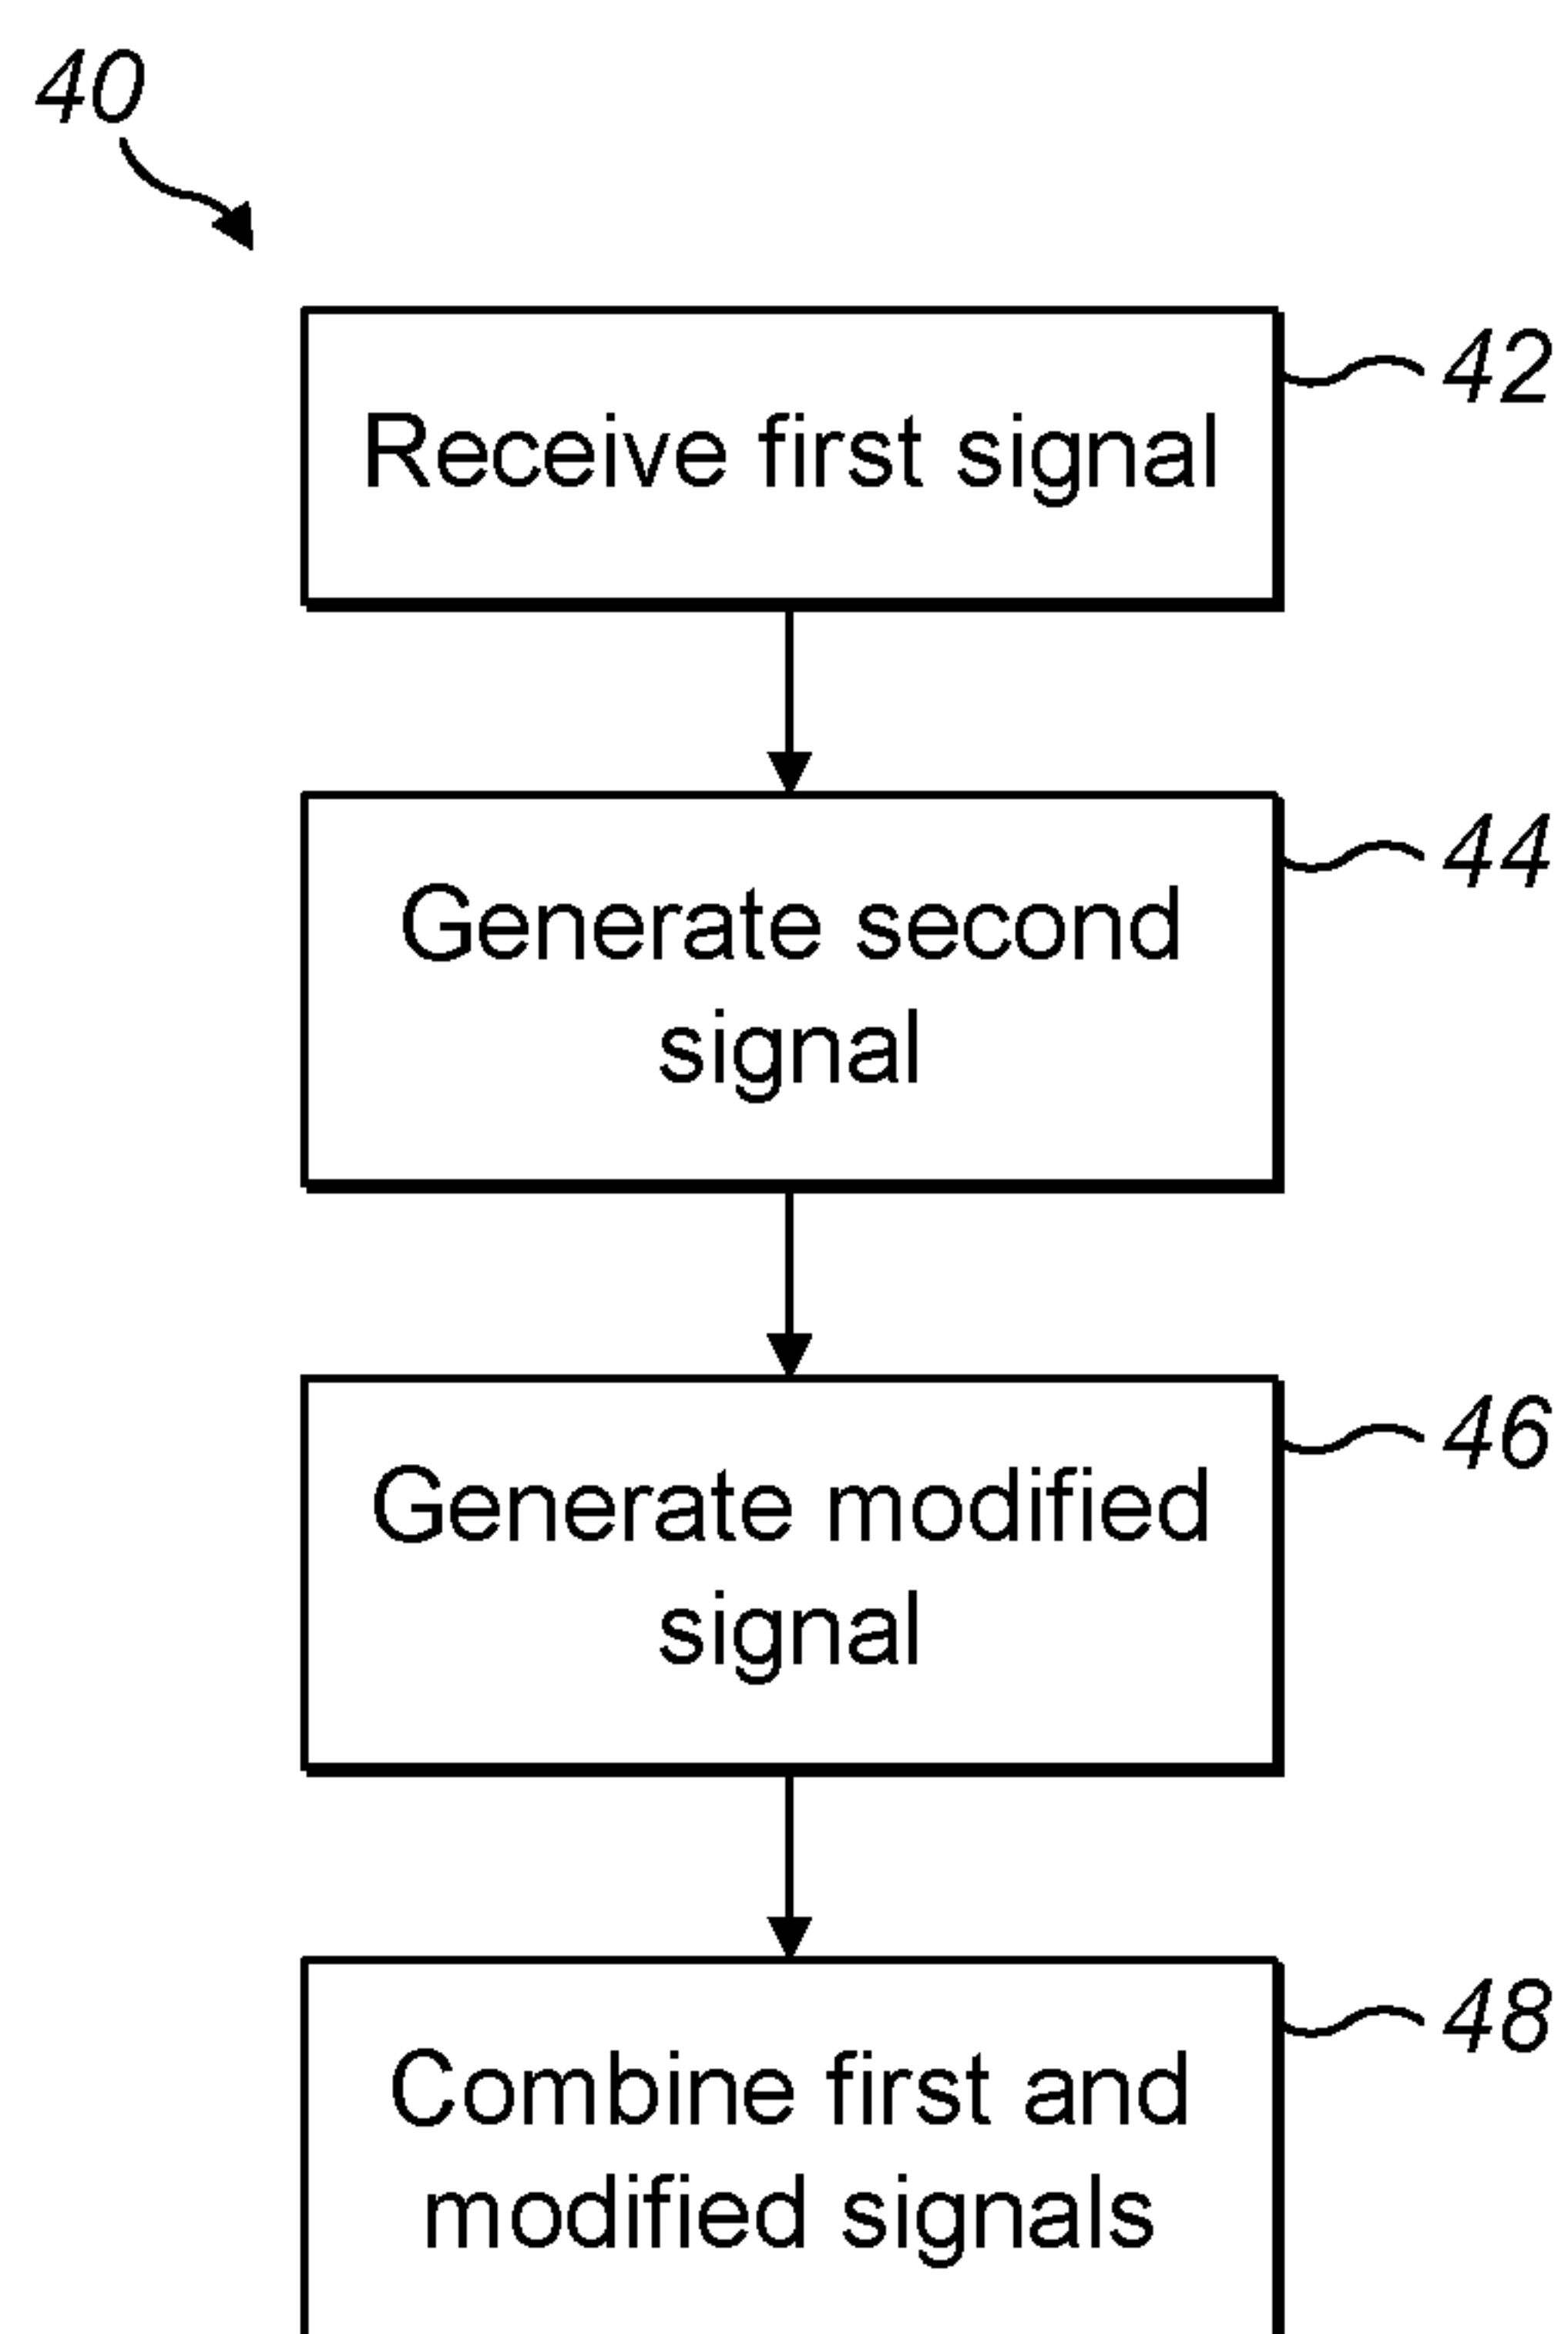 40
42
Receive first signal
44
Generate second
signal
46
Generate modified
signal
48
Combine first and
modified signals